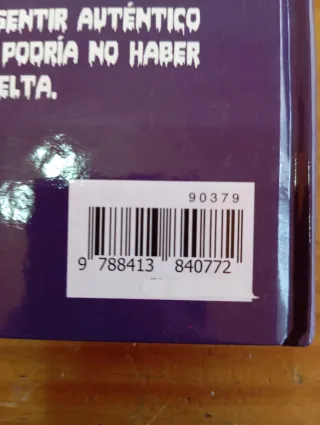 SENTIR AUTÉNTICO
PODRÍA NO HABER
ELTA.
90379
9 788413 840772